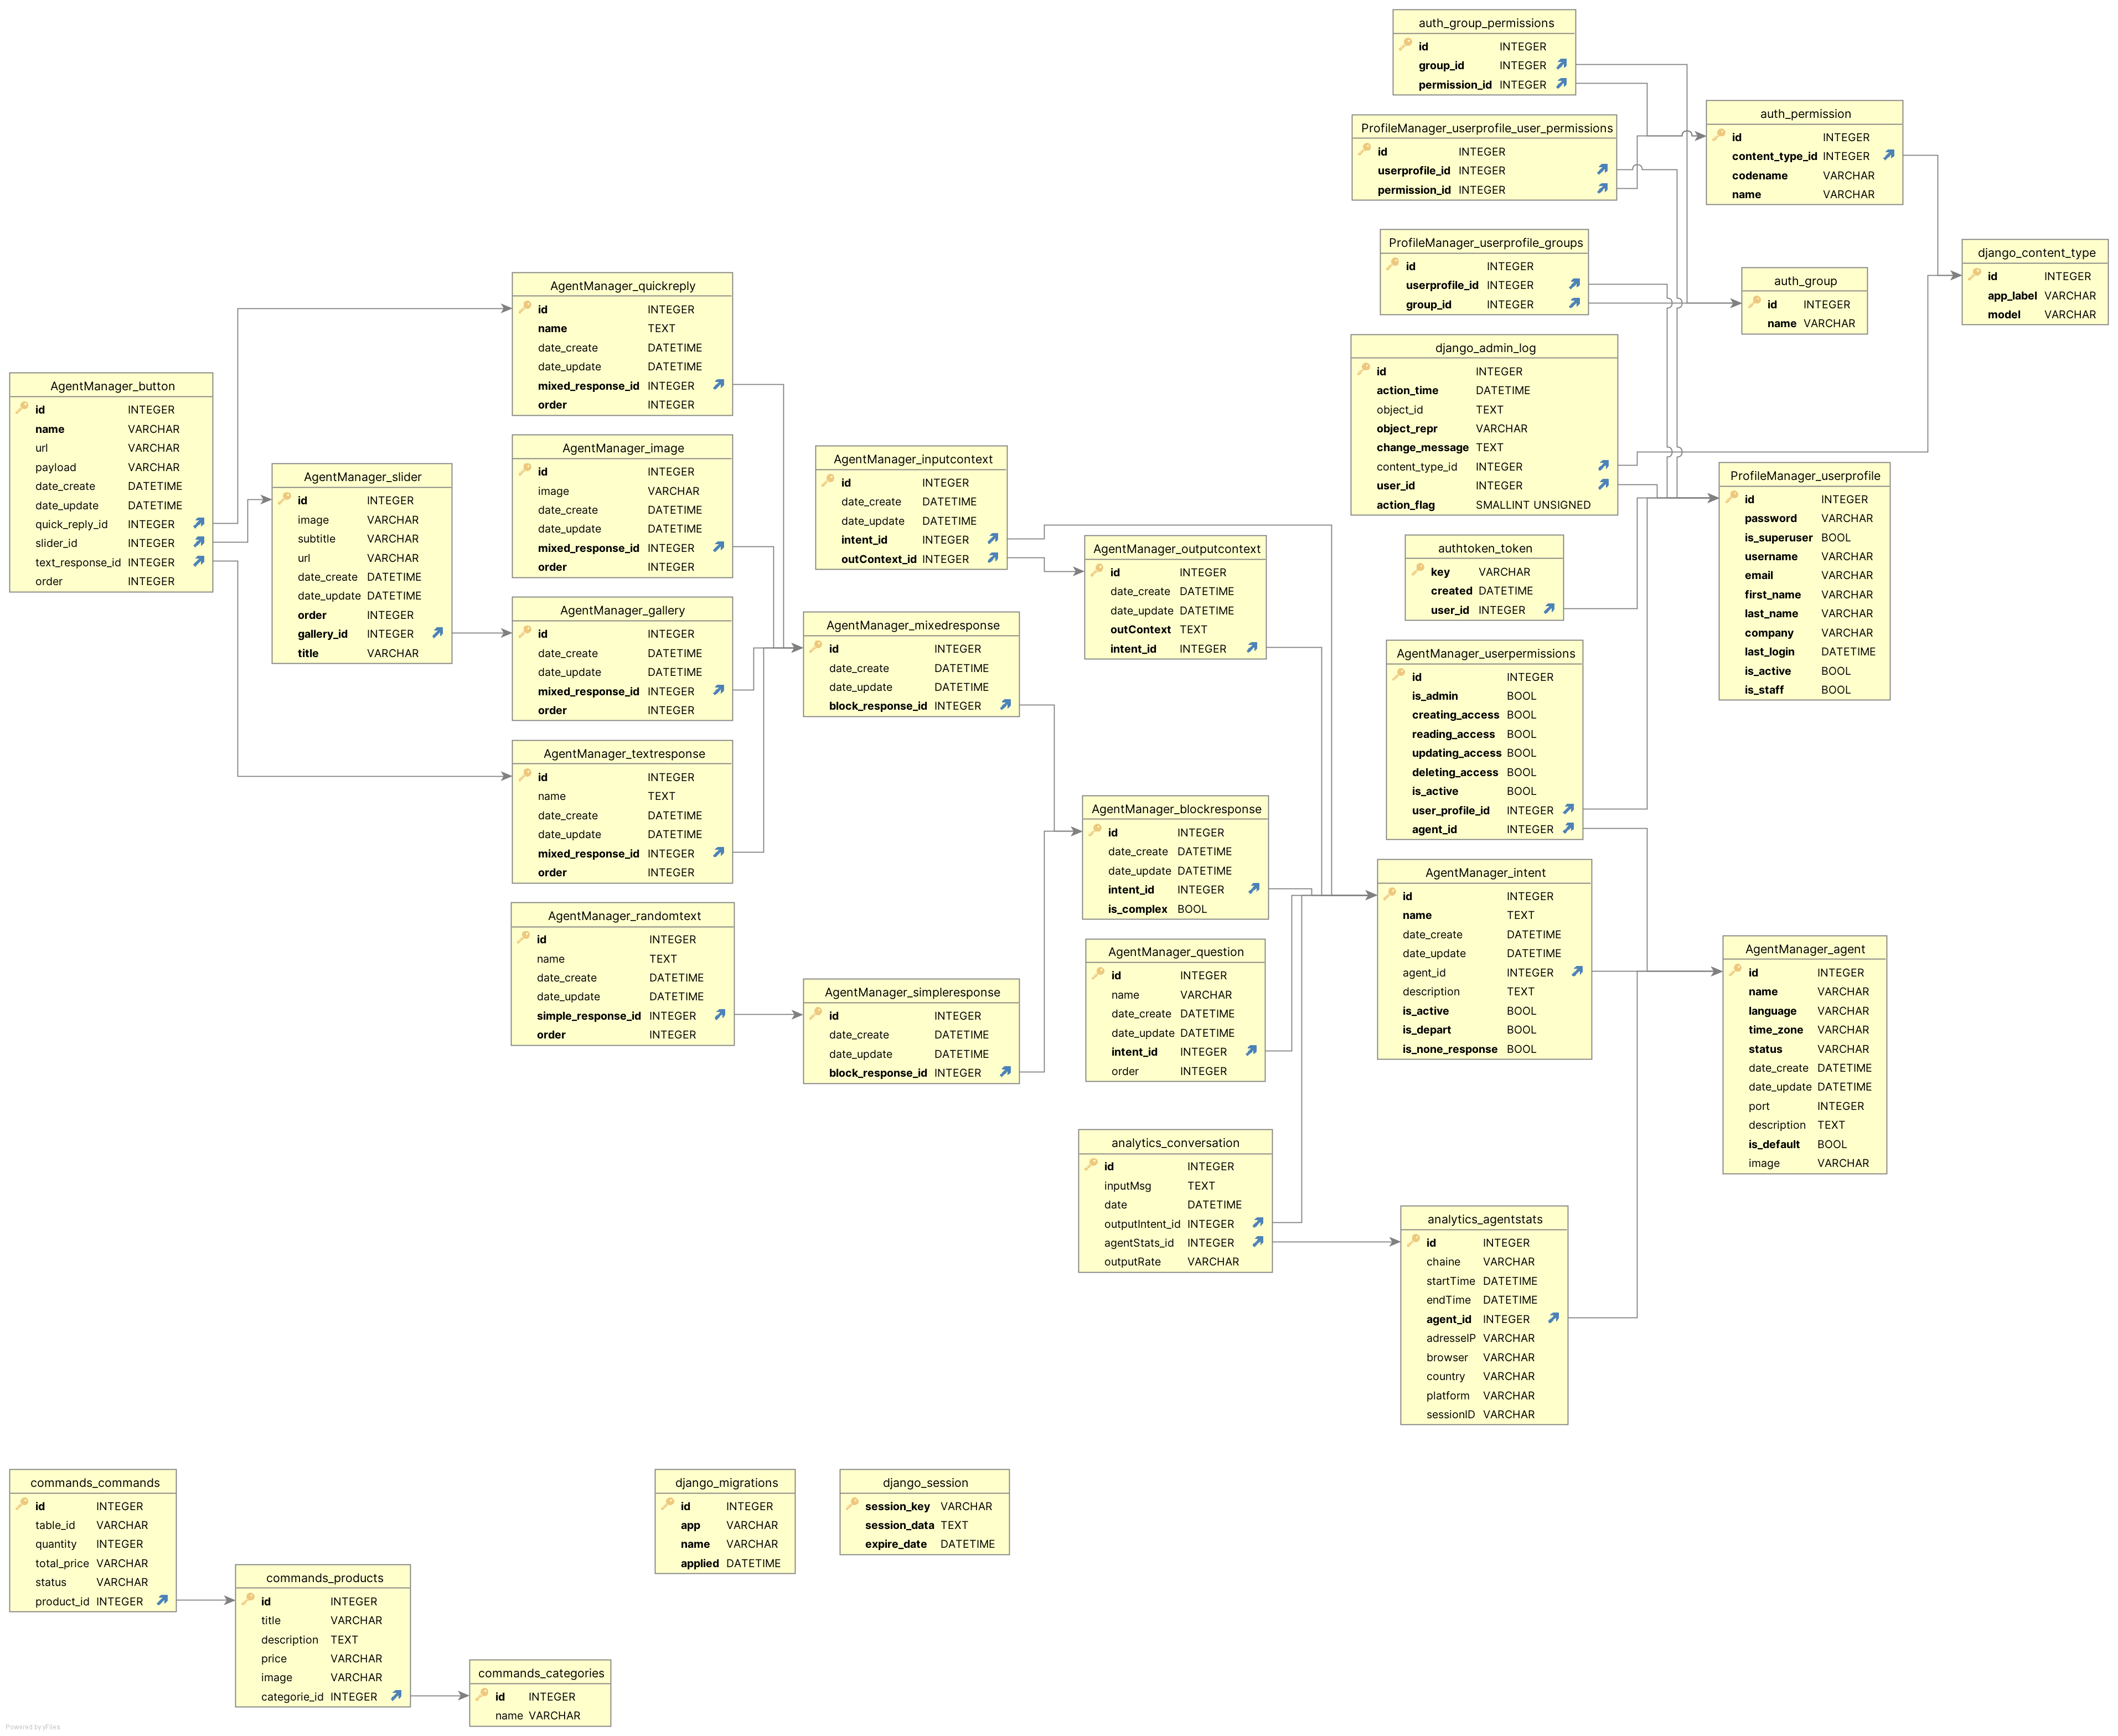 auth_group_permissions
id INTEGER
group_id INTEGER
permission_id INTEGER
ProfileManager_userprofile_user_permissions
id INTEGER
userprofile_id INTEGER
permission_id INTEGER
auth_permission
id INTEGER
content_type_id INTEGER
codename VARCHAR
name VARCHAR
ProfileManager_userprofile_groups
id INTEGER
userprofile_id INTEGER
group_id INTEGER
auth_group
id INTEGER
name VARCHAR
django_content_type
id INTEGER
app_label VARCHAR
model VARCHAR
django_admin_log
id INTEGER
action_time DATETIME
object_id TEXT
object_repr VARCHAR
change_message TEXT
content_type_id INTEGER
user_id INTEGER
action_flag SMALLINT UNSIGNED
ProfileManager_userprofile
id INTEGER
password VARCHAR
is_superuser BOOL
username VARCHAR
email VARCHAR
first_name VARCHAR
last_name VARCHAR
company VARCHAR
last_login DATETIME
is_active BOOL
is_staff BOOL
authtoken_token
key VARCHAR
created DATETIME
user_id INTEGER
AgentManager_userpermissions
id INTEGER
is_admin BOOL
creating_access BOOL
reading_access BOOL
updating_access BOOL
deleting_access BOOL
is_active BOOL
user_profile_id INTEGER
agent_id INTEGER
AgentManager_button
id INTEGER
name VARCHAR
url VARCHAR
payload VARCHAR
date_create DATETIME
date_update DATETIME
quick_reply_id INTEGER
slider_id INTEGER
text_response_id INTEGER
order INTEGER
AgentManager_slider
id INTEGER
image VARCHAR
subtitle VARCHAR
url VARCHAR
date_create DATETIME
date_update DATETIME
order INTEGER
gallery_id INTEGER
title VARCHAR
AgentManager_quickreply
id INTEGER
name TEXT
date_create DATETIME
date_update DATETIME
mixed_response_id INTEGER
order INTEGER
AgentManager_image
id INTEGER
image VARCHAR
date_create DATETIME
date_update DATETIME
mixed_response_id INTEGER
order INTEGER
AgentManager_gallery
id INTEGER
date_create DATETIME
date_update DATETIME
mixed_response_id INTEGER
order INTEGER
AgentManager_textresponse
id INTEGER
name TEXT
date_create DATETIME
date_update DATETIME
mixed_response_id INTEGER
order INTEGER
AgentManager_randomtext
id INTEGER
name TEXT
date_create DATETIME
date_update DATETIME
simple_response_id INTEGER
order INTEGER
AgentManager_inputcontext
id INTEGER
date_create DATETIME
date_update DATETIME
intent_id INTEGER
outContext_id INTEGER
AgentManager_mixedresponse
id INTEGER
date_create DATETIME
date_update DATETIME
block_response_id INTEGER
AgentManager_simpleresponse
id INTEGER
date_create DATETIME
date_update DATETIME
block_response_id INTEGER
AgentManager_outputcontext
id INTEGER
date_create DATETIME
date_update DATETIME
outContext TEXT
intent_id INTEGER
AgentManager_blockresponse
id INTEGER
date_create DATETIME
date_update DATETIME
intent_id INTEGER
is_complex BOOL
AgentManager_question
id INTEGER
name VARCHAR
date_create DATETIME
date_update DATETIME
intent_id INTEGER
order INTEGER
AgentManager_intent
id INTEGER
name TEXT
date_create DATETIME
date_update DATETIME
agent_id INTEGER
description TEXT
is_active BOOL
is_depart BOOL
is_none_response BOOL
AgentManager_agent
id INTEGER
name VARCHAR
language VARCHAR
time_zone VARCHAR
status VARCHAR
date_create DATETIME
date_update DATETIME
port INTEGER
description TEXT
is_default BOOL
image VARCHAR
analytics_conversation
id INTEGER
inputMsg TEXT
date DATETIME
outputIntent_id INTEGER
agentStats_id INTEGER
outputRate VARCHAR
analytics_agentstats
id INTEGER
chaine VARCHAR
startTime DATETIME
endTime DATETIME
agent_id INTEGER
adresseIP VARCHAR
browser VARCHAR
country VARCHAR
platform VARCHAR
sessionID VARCHAR
commands_commands
id INTEGER
table_id VARCHAR
quantity INTEGER
total_price VARCHAR
status VARCHAR
product_id INTEGER
commands_products
id INTEGER
title VARCHAR
description TEXT
price VARCHAR
image VARCHAR
categorie_id INTEGER
commands_categories
id INTEGER
name VARCHAR
django_migrations
id INTEGER
app VARCHAR
name VARCHAR
applied DATETIME
django_session
session_key VARCHAR
session_data TEXT
expire_date DATETIME
Powered by yFiles